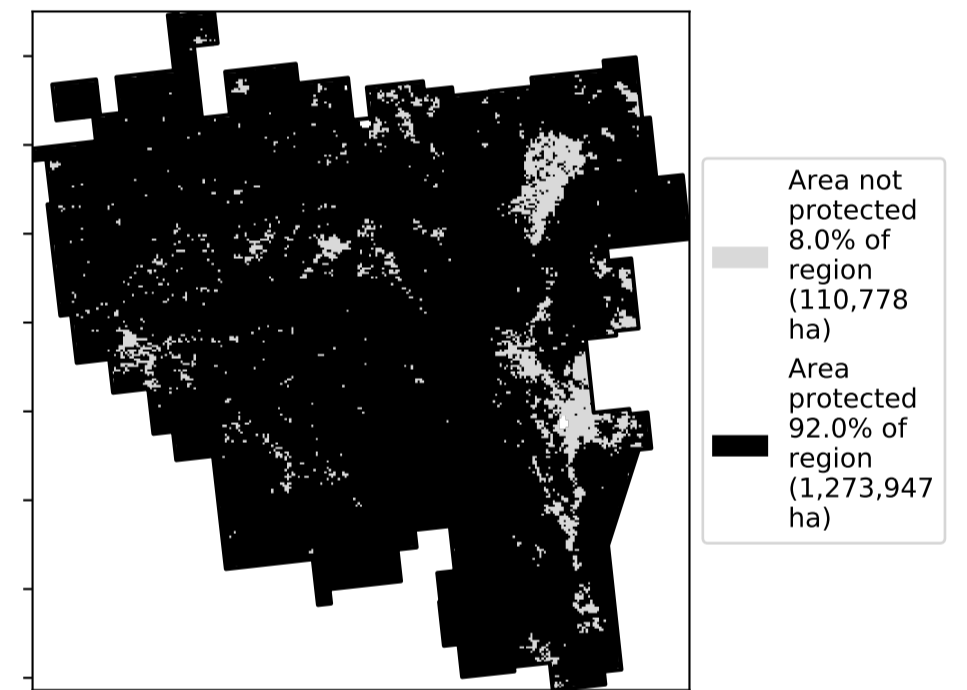 Area not
protected
8.0% of
region
(110,778
ha)
Area
protected
92.0% of
region
(1,273,947
ha)